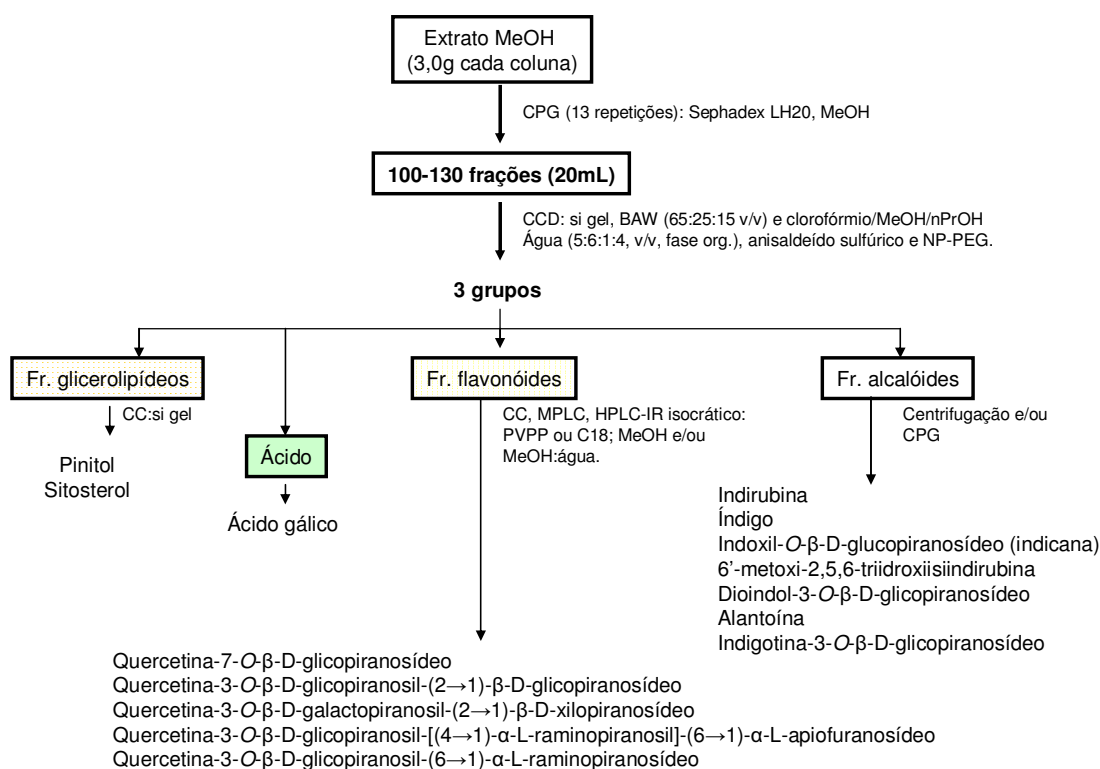 Extrato MeOH
(3,0g cada coluna)
CPG (13 repetições): Sephadex LH20, MeOH
100-130 frações (20mL)
CCD: si gel, BAW (65:25:15 v/v) e clorofórmio/MeOH/nPrOH
Água (5:6:1:4, v/v, fase org.), anisaldeído sulfúrico e NP-PEG.
3 grupos
Fr. glicerolipídeos
CC:si gel
Pinitol
Sitosterol
Ácido
Ácido gálico
Fr. flavonóides
CC, MPLC, HPLC-IR isocrático:
PVPP ou C18; MeOH e/ou
MeOH:água.
Quercetina-7-O-β-D-glicopiranosídeo
Quercetina-3-O-β-D-glicopiranosil-(2→1)-β-D-glicopiranosídeo
Quercetina-3-O-β-D-galactopiranosil-(2→1)-β-D-xilopiranosídeo
Quercetina-3-O-β-D-glicopiranosil-[(4→1)-α-L-raminopiranosil]-(6→1)-α-L-apiofuranosídeo
Quercetina-3-O-β-D-glicopiranosil-(6→1)-α-L-raminopiranosídeo
Fr. alcalóides
Centrifugação e/ou
CPG
Indirubina
Índigo
Indoxil-O-β-D-glucopiranosídeo (indicana)
6'-metoxi-2,5,6-triidroxiisiindirubina
Dioindol-3-O-β-D-glicopiranosídeo
Alantoína
Indigotina-3-O-β-D-glicopiranosídeo